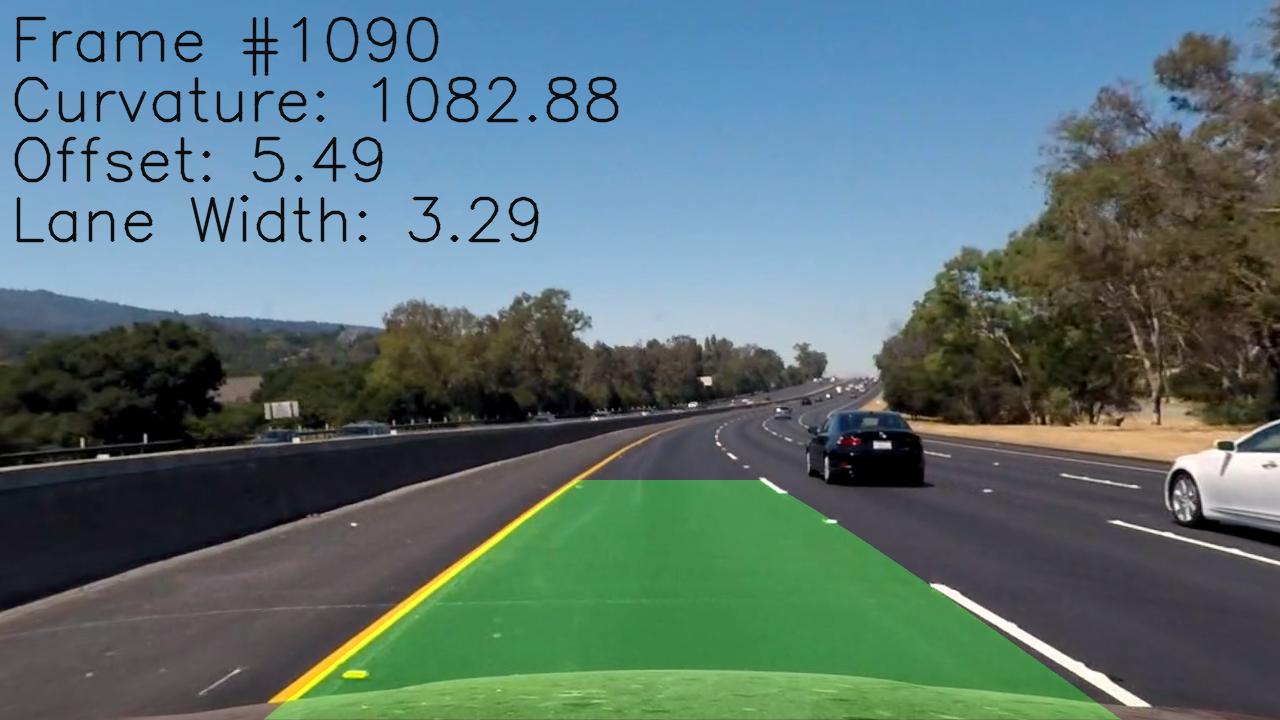 Frame #1090
Curvature: 1082.88
Offset: 5.49
Lane Width: 3.29